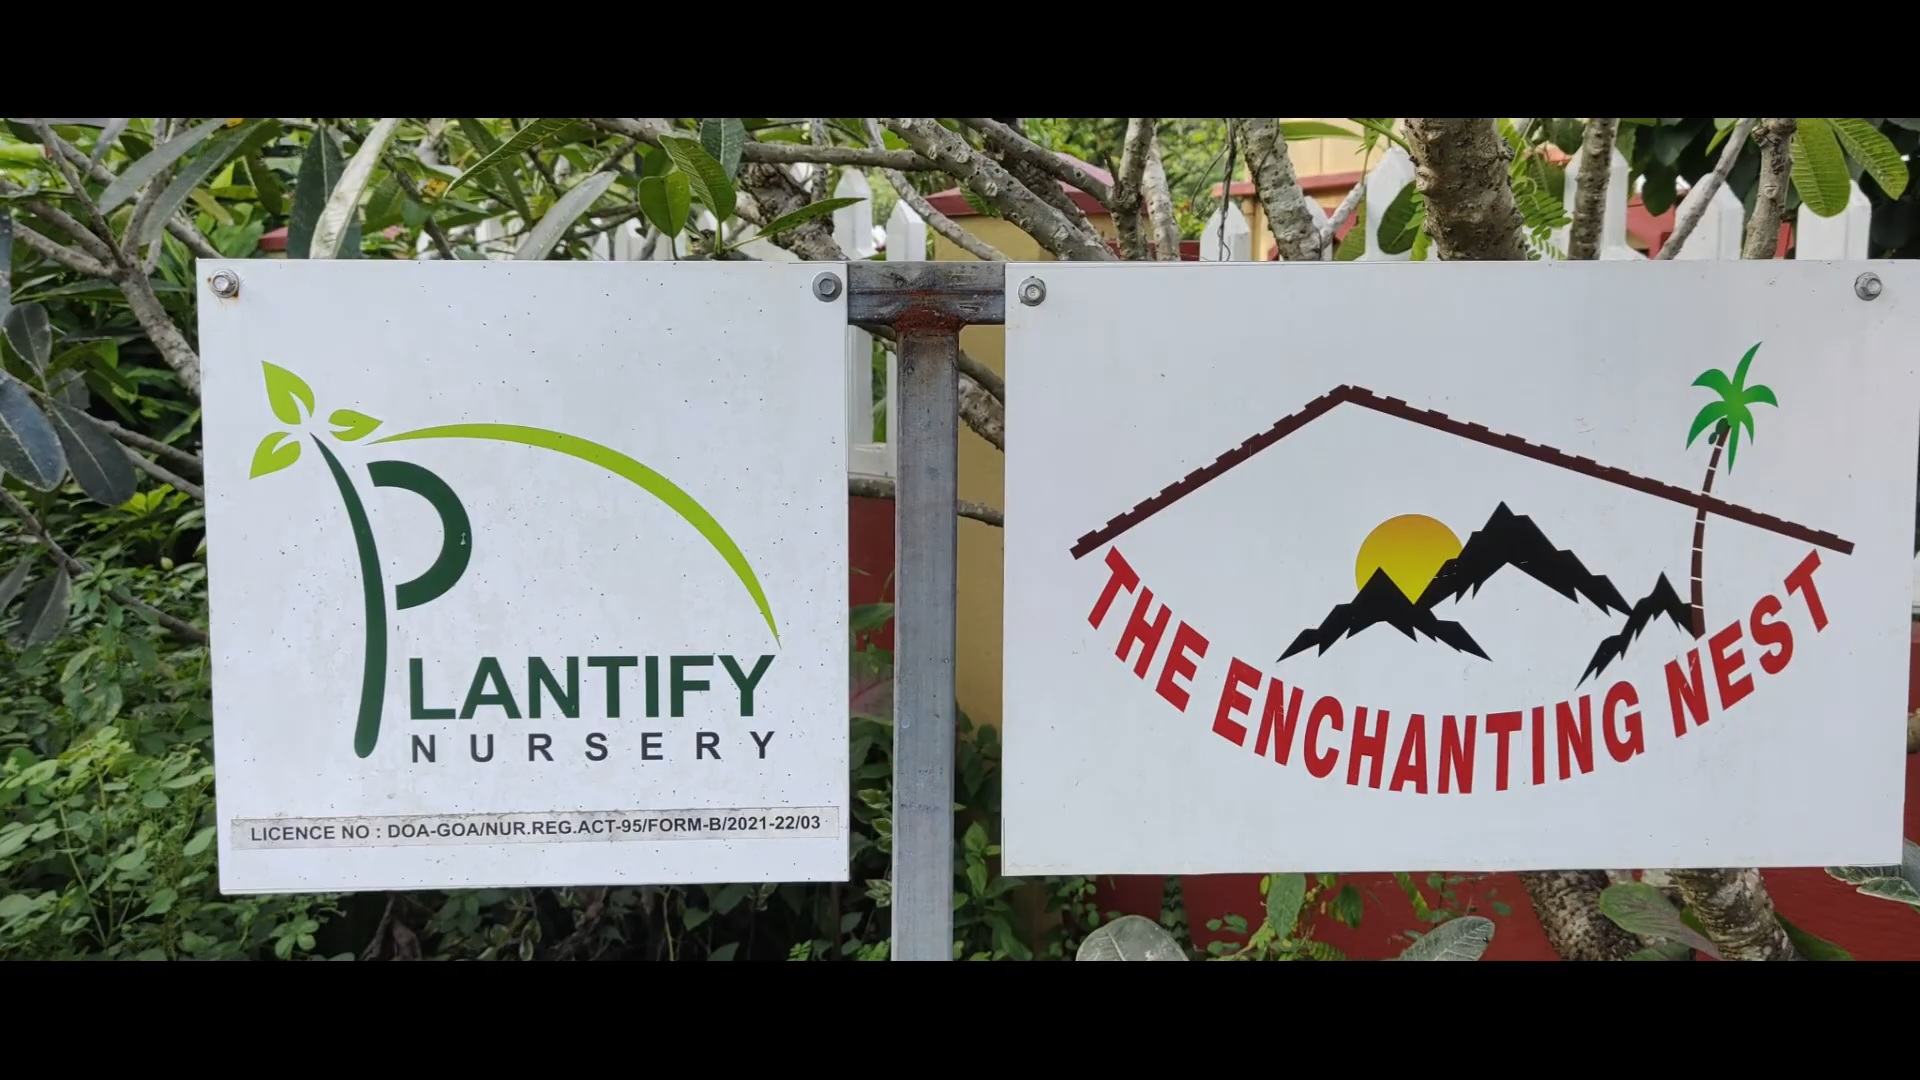 PLANTIFY
NURSERY
LICENCE NO : DOA-GOA/NUR.REG.ACT-95/FORM-B/2021-22/03
THE ENCHANTING NEST